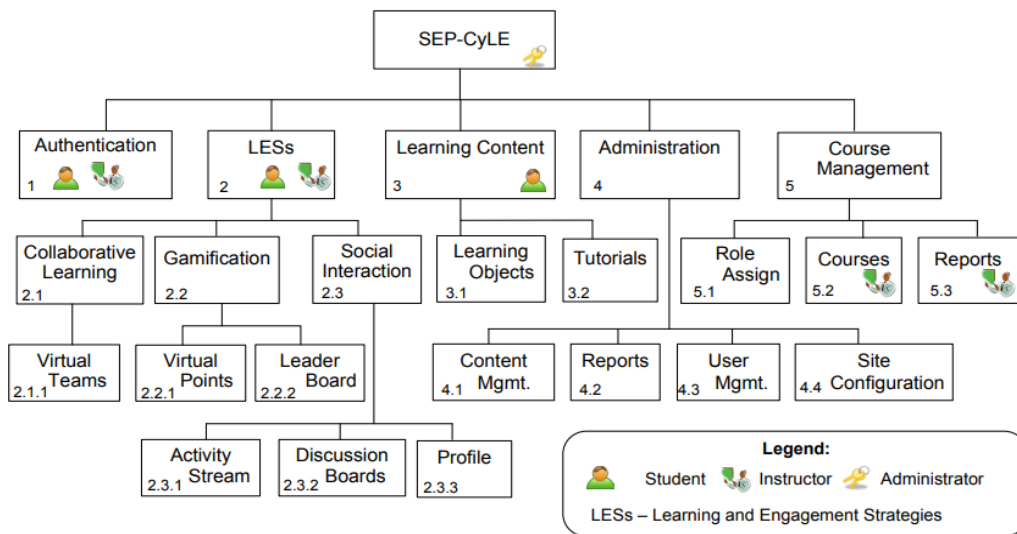 SEP-CyLE
Authentication
1
LESs
2
Learning Content
3
Administration
4
Course
Management
5
Collaborative
Learning
2.1
Gamification
2.2
Social
Interaction
2.3
Learning
Objects
3.1
Tutorials
3.2
Role
Assign
5.1
Courses
5.2
Reports
5.3
Virtual
Teams
2.1.1
Virtual
Points
2.2.1
Leader
Board
2.2.2
Content
Mgmt.
4.1
Reports
4.2
User
Mgmt.
4.3
Site
Configuration
4.4
Activity
Stream
2.3.1
Discussion
Boards
2.3.2
Profile
2.3.3
Legend:
Student Instructor Administrator
LESs – Learning and Engagement Strategies